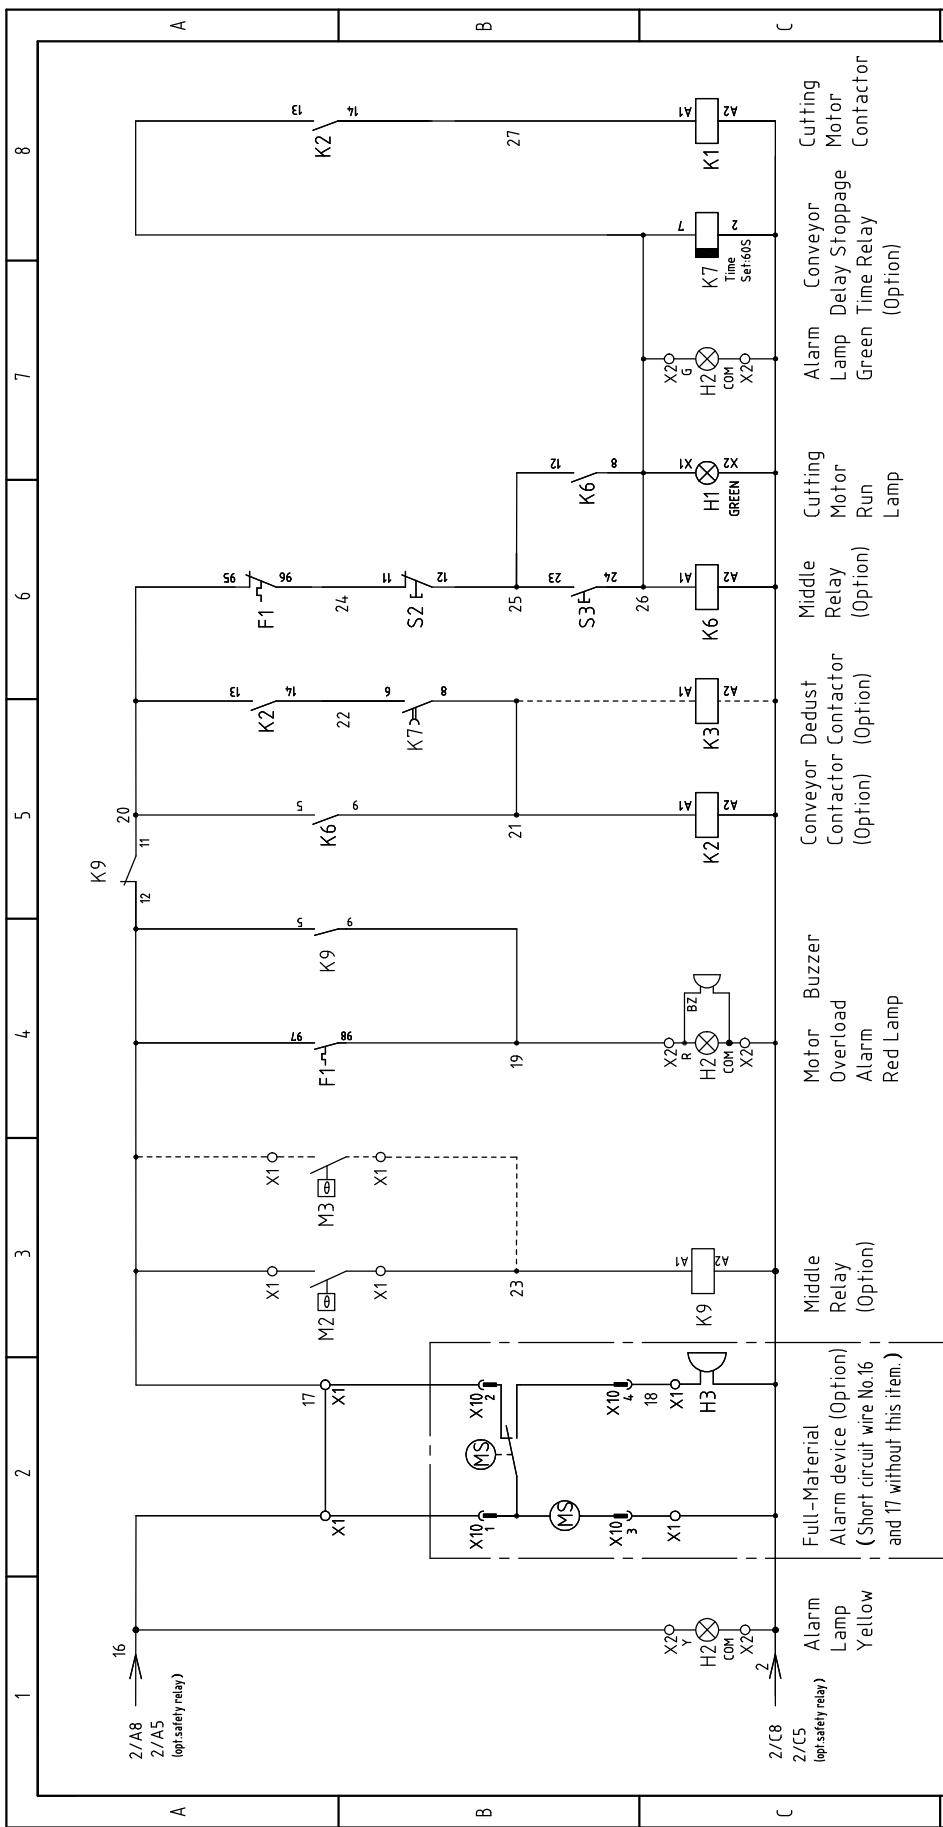 1
2
3
4
5
6
7
8
A
B
C
A
B
C
2/A8
2/A5
(opt.safety relay)
16
2/C8
2/C5
(opt.safety relay)
2
X2
Y
H2
COM
X2
Alarm
Lamp
Yellow
17
X1
X1
X10
1
X10
2
MS
MS
X10
3
X10
4
18
X1
X1
H3
Full-Material
Alarm device (Option)
(Short circuit wire No.16
and 17 without this item.)
X1
M2
θ
X1
X1
M3
θ
X1
23
K9
A1
A2
Middle
Relay
(Option)
F1
97
98
K9
5
9
19
X2
R
H2
COM
X2
BZ
Motor Buzzer
Overload
Alarm
Red Lamp
K9
12
11
20
K6
5
9
21
K2
A1
A2
K2
13
14
22
K7
6
8
K3
A1
A2
Conveyor Dedust
Contactor Contactor
(Option) (Option)
F1
95
96
24
S2
11
12
25
S3
23
24
26
K6
A1
A2
Middle
Relay
(Option)
K6
12
8
H1
GREEN
X1
X2
Cutting
Motor
Run
Lamp
X2
G
H2
COM
X2
K7
7
2
Time
Set:60S
Alarm Conveyor
Lamp Delay Stoppage
Green Time Relay
(Option)
K2
13
14
27
K1
A1
A2
Cutting
Motor
Contactor